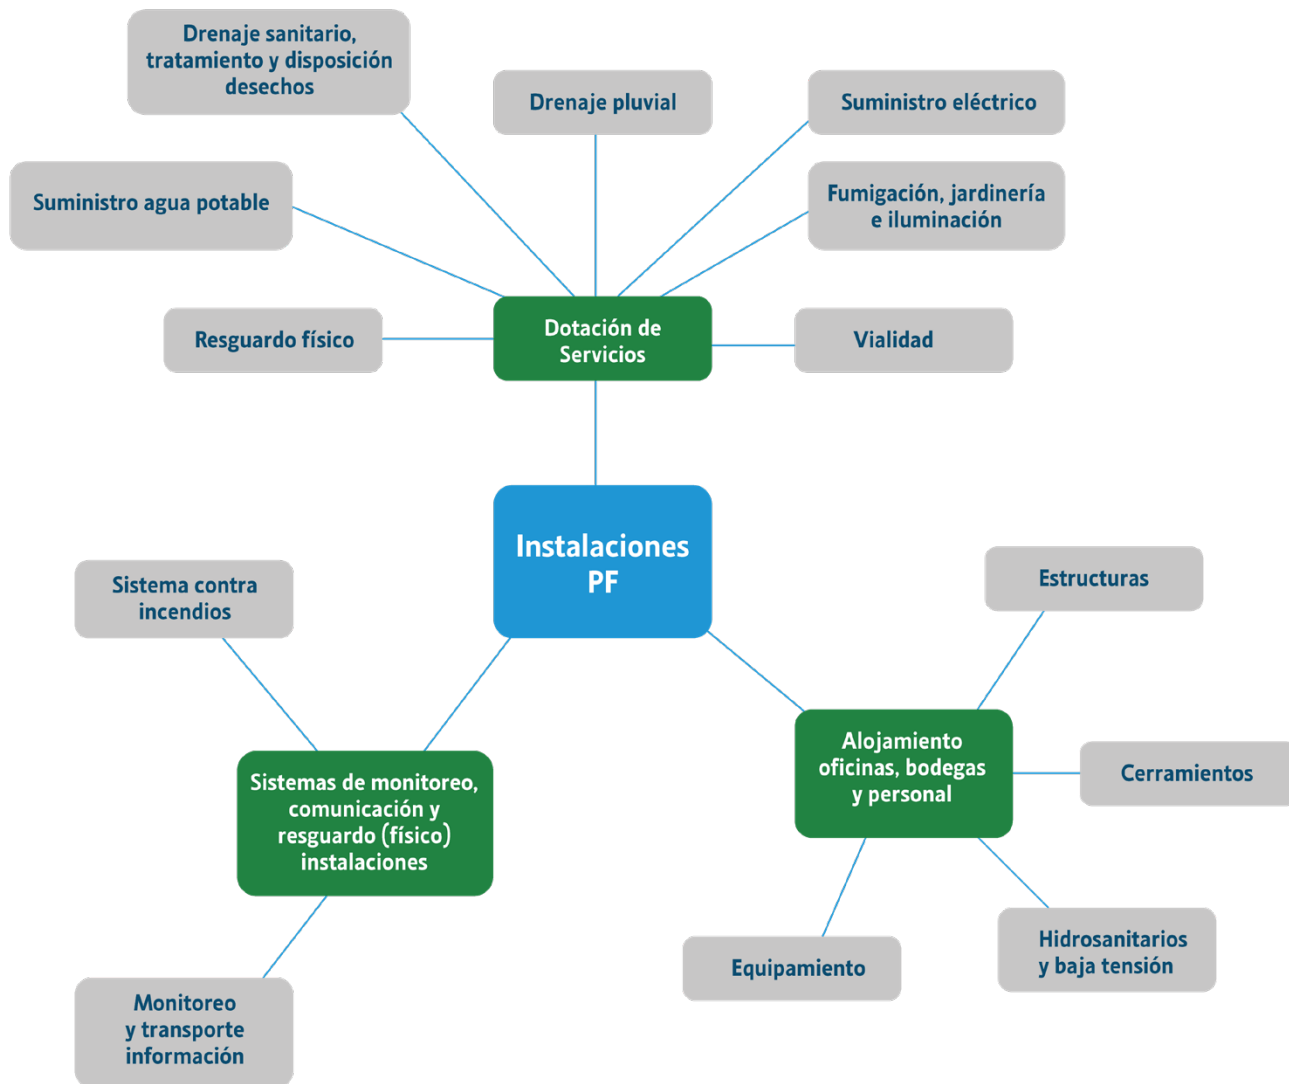 Drenaje sanitario,
tratamiento y disposición
desechos
Drenaje pluvial
Suministro eléctrico
Suministro agua potable
Fumigación, jardinería
e iluminación
Resguardo físico
Dotación de
Servicios
Vialidad
Instalaciones
PF
Sistema contra
incendios
Estructuras
Sistemas de monitoreo,
comunicación y
resguardo (físico)
instalaciones
Alojamiento
oficinas, bodegas
y personal
Cerramientos
Equipamiento
Hidrosanitarios
y baja tensión
Monitoreo
y transporte
información